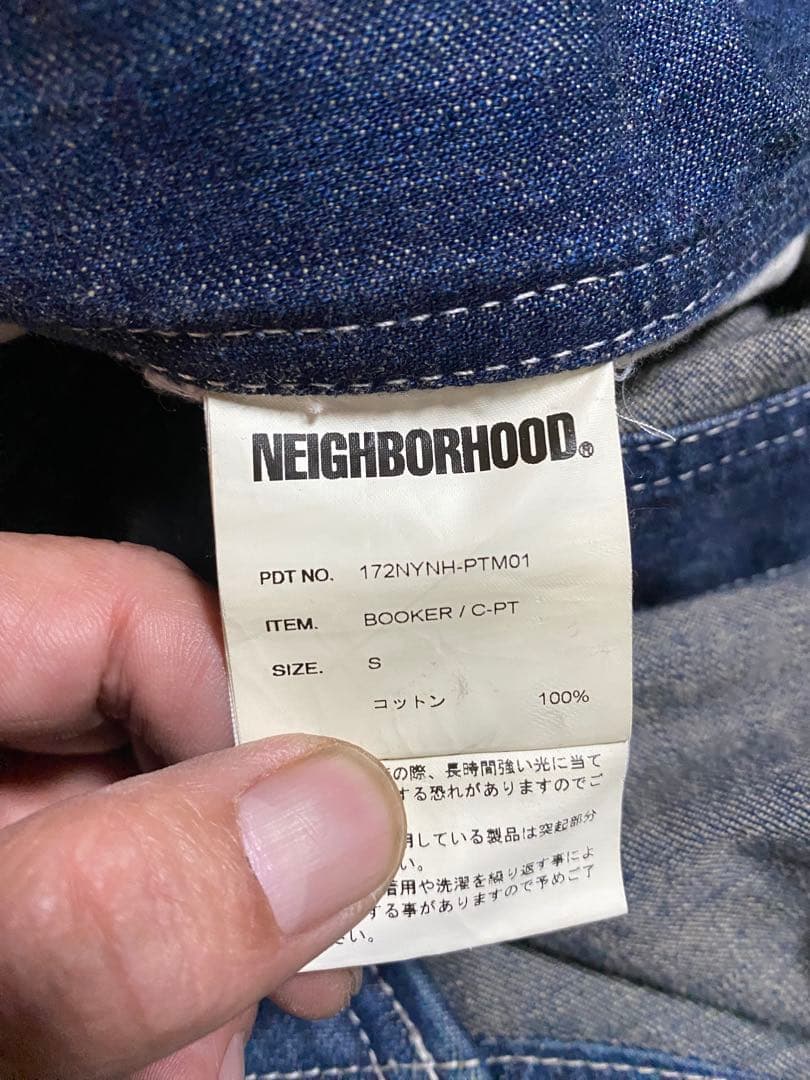 NEIGHBORHOOD®
PDT NO. 172NYNH-PTM01
ITEM. BOOKER / C-PT
SIZE. S
コットン 100%
の際、長時間強い光に当て
する恐れがありますのでご
用している製品は突起部分
い。
着用や洗濯を繰り返す事によ
する事がありますので予めご了
さい。